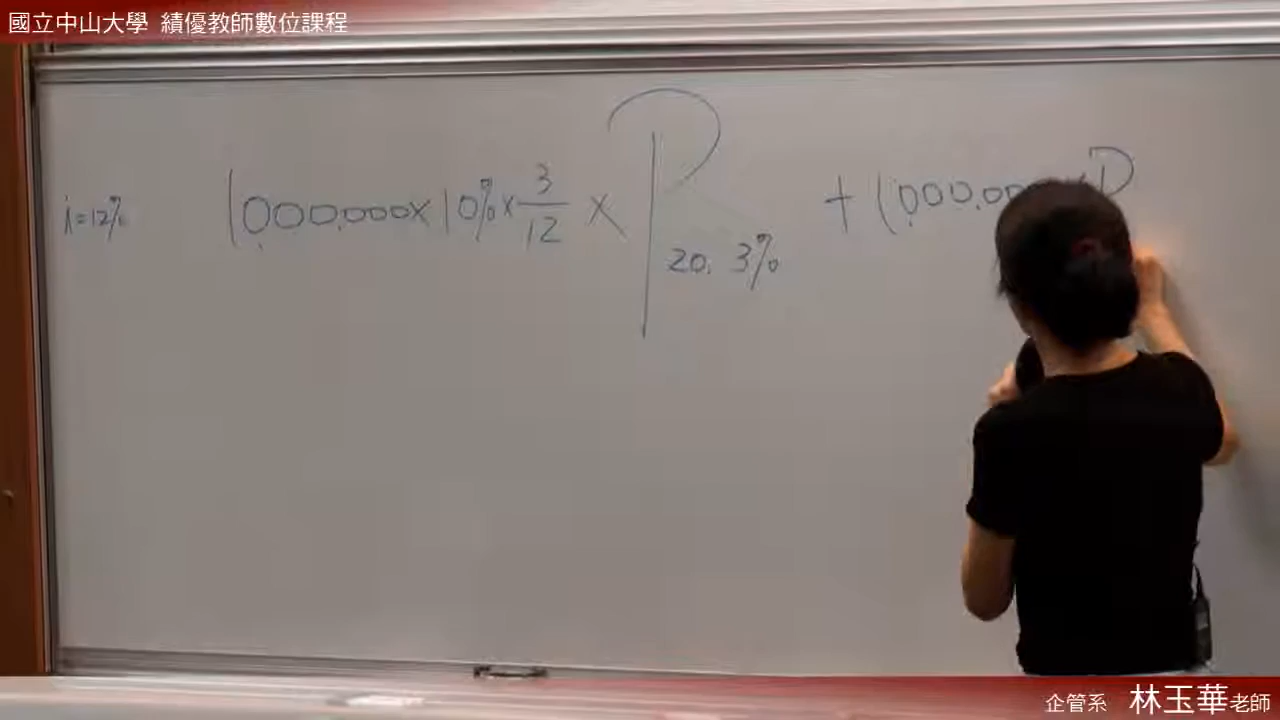 國立中山大學 績優教師數位課程
i=12% 1,000,000×10%×3/12 × P 20, 3% + 1,000,00
企管系 林玉華老師